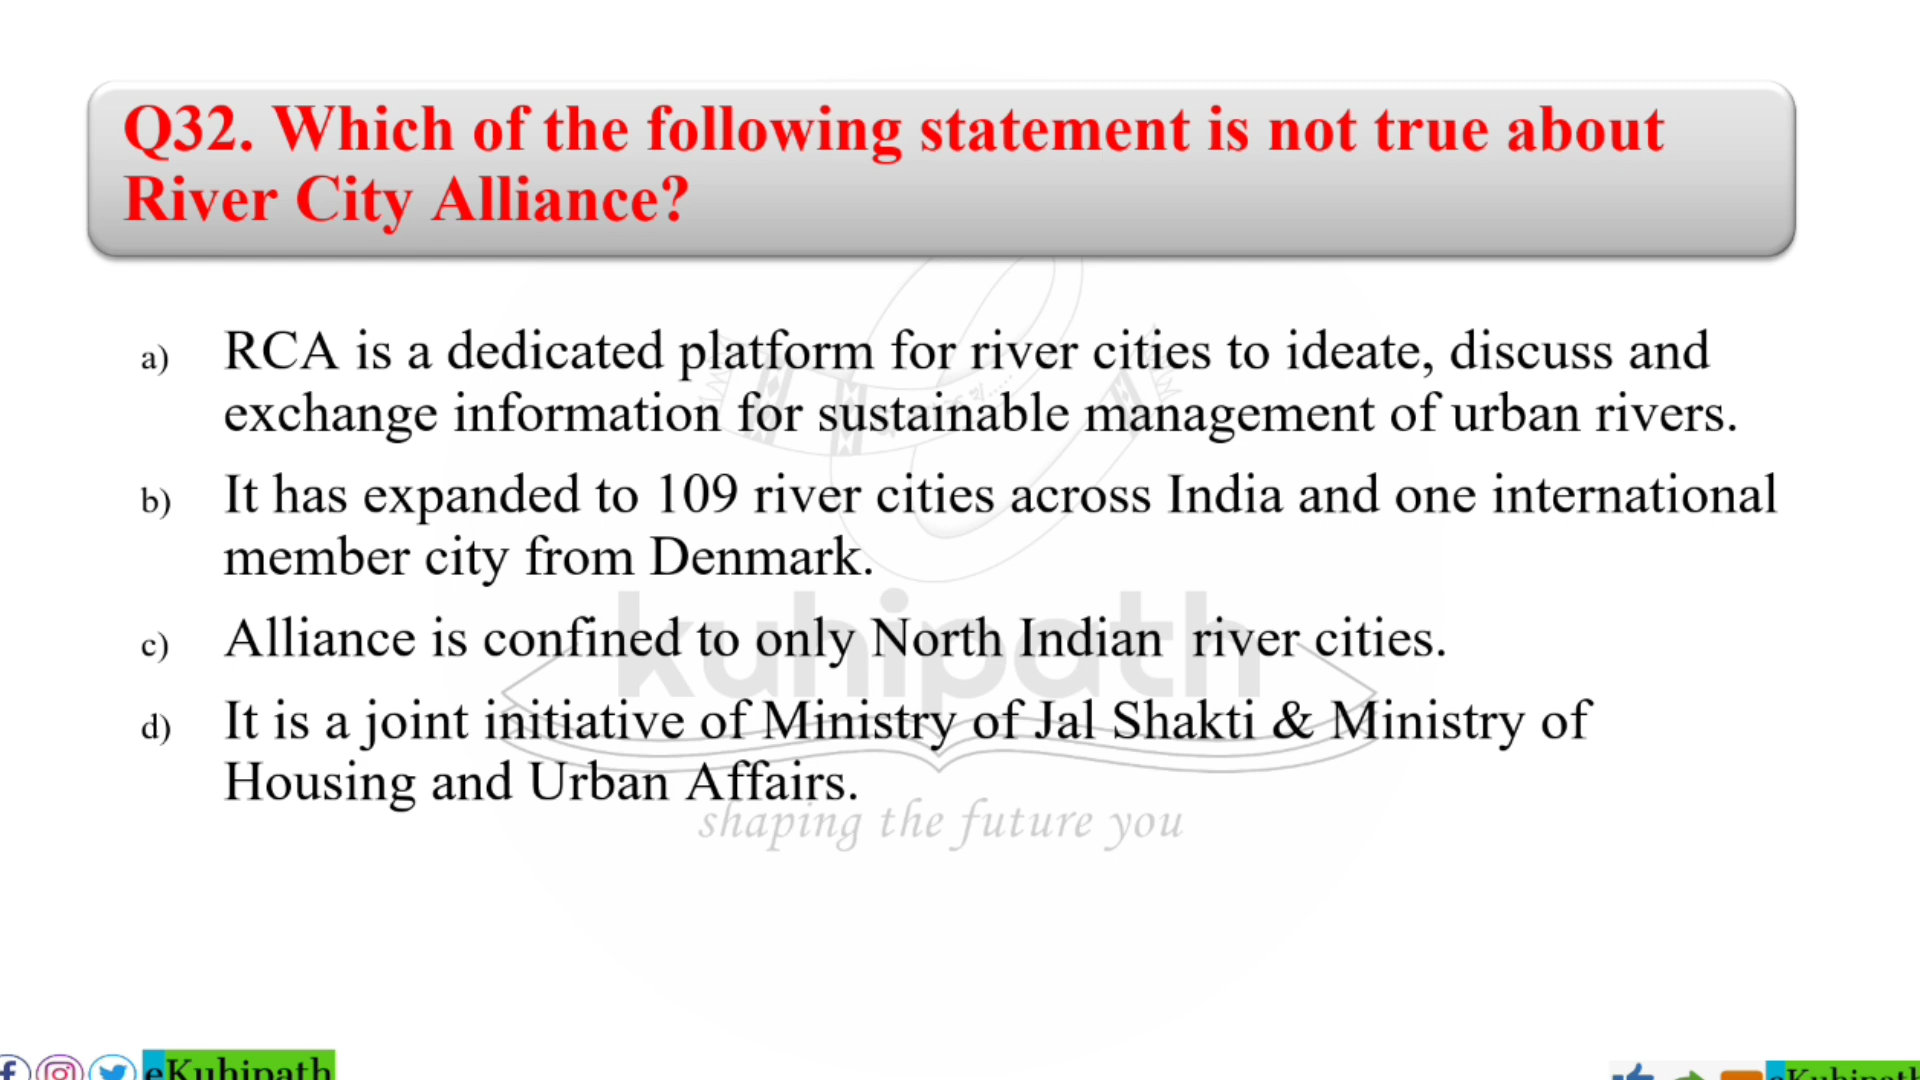 Q32. Which of the following statement is not true about
River City Alliance?
a) RCA is a dedicated platform for river cities to ideate, discuss and
exchange information for sustainable management of urban rivers.
b) It has expanded to 109 river cities across India and one international
member city from Denmark.
c) Alliance is confined to only North Indian river cities.
d) It is a joint initiative of Ministry of Jal Shakti & Ministry of
Housing and Urban Affairs.
kuhipath
shaping the future you
eKuhipath
eKuhipath